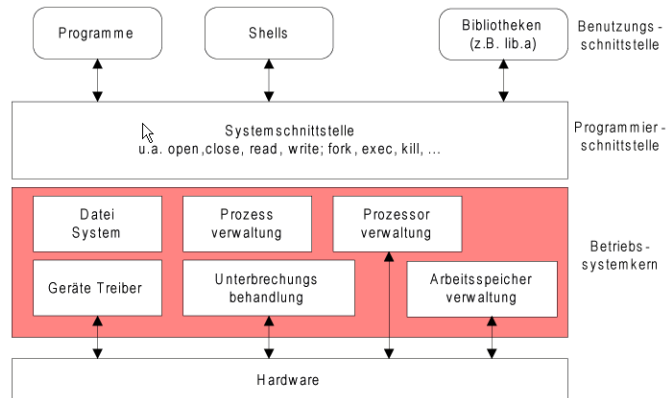 Programme
Shells
Bibliotheken
(z.B. lib.a)
Benutzungs -
schnittstelle
Systemschnittstelle
u.a. open ,close, read, write; fork, exec, kill, ...
Programmier -
schnittstelle
Datei
System
Prozess
verwaltung
Prozessor
verwaltung
Geräte Treiber
Unterbrechungs
behandlung
Arbeitsspeicher
verwaltung
Betriebs -
systemkern
Hardware